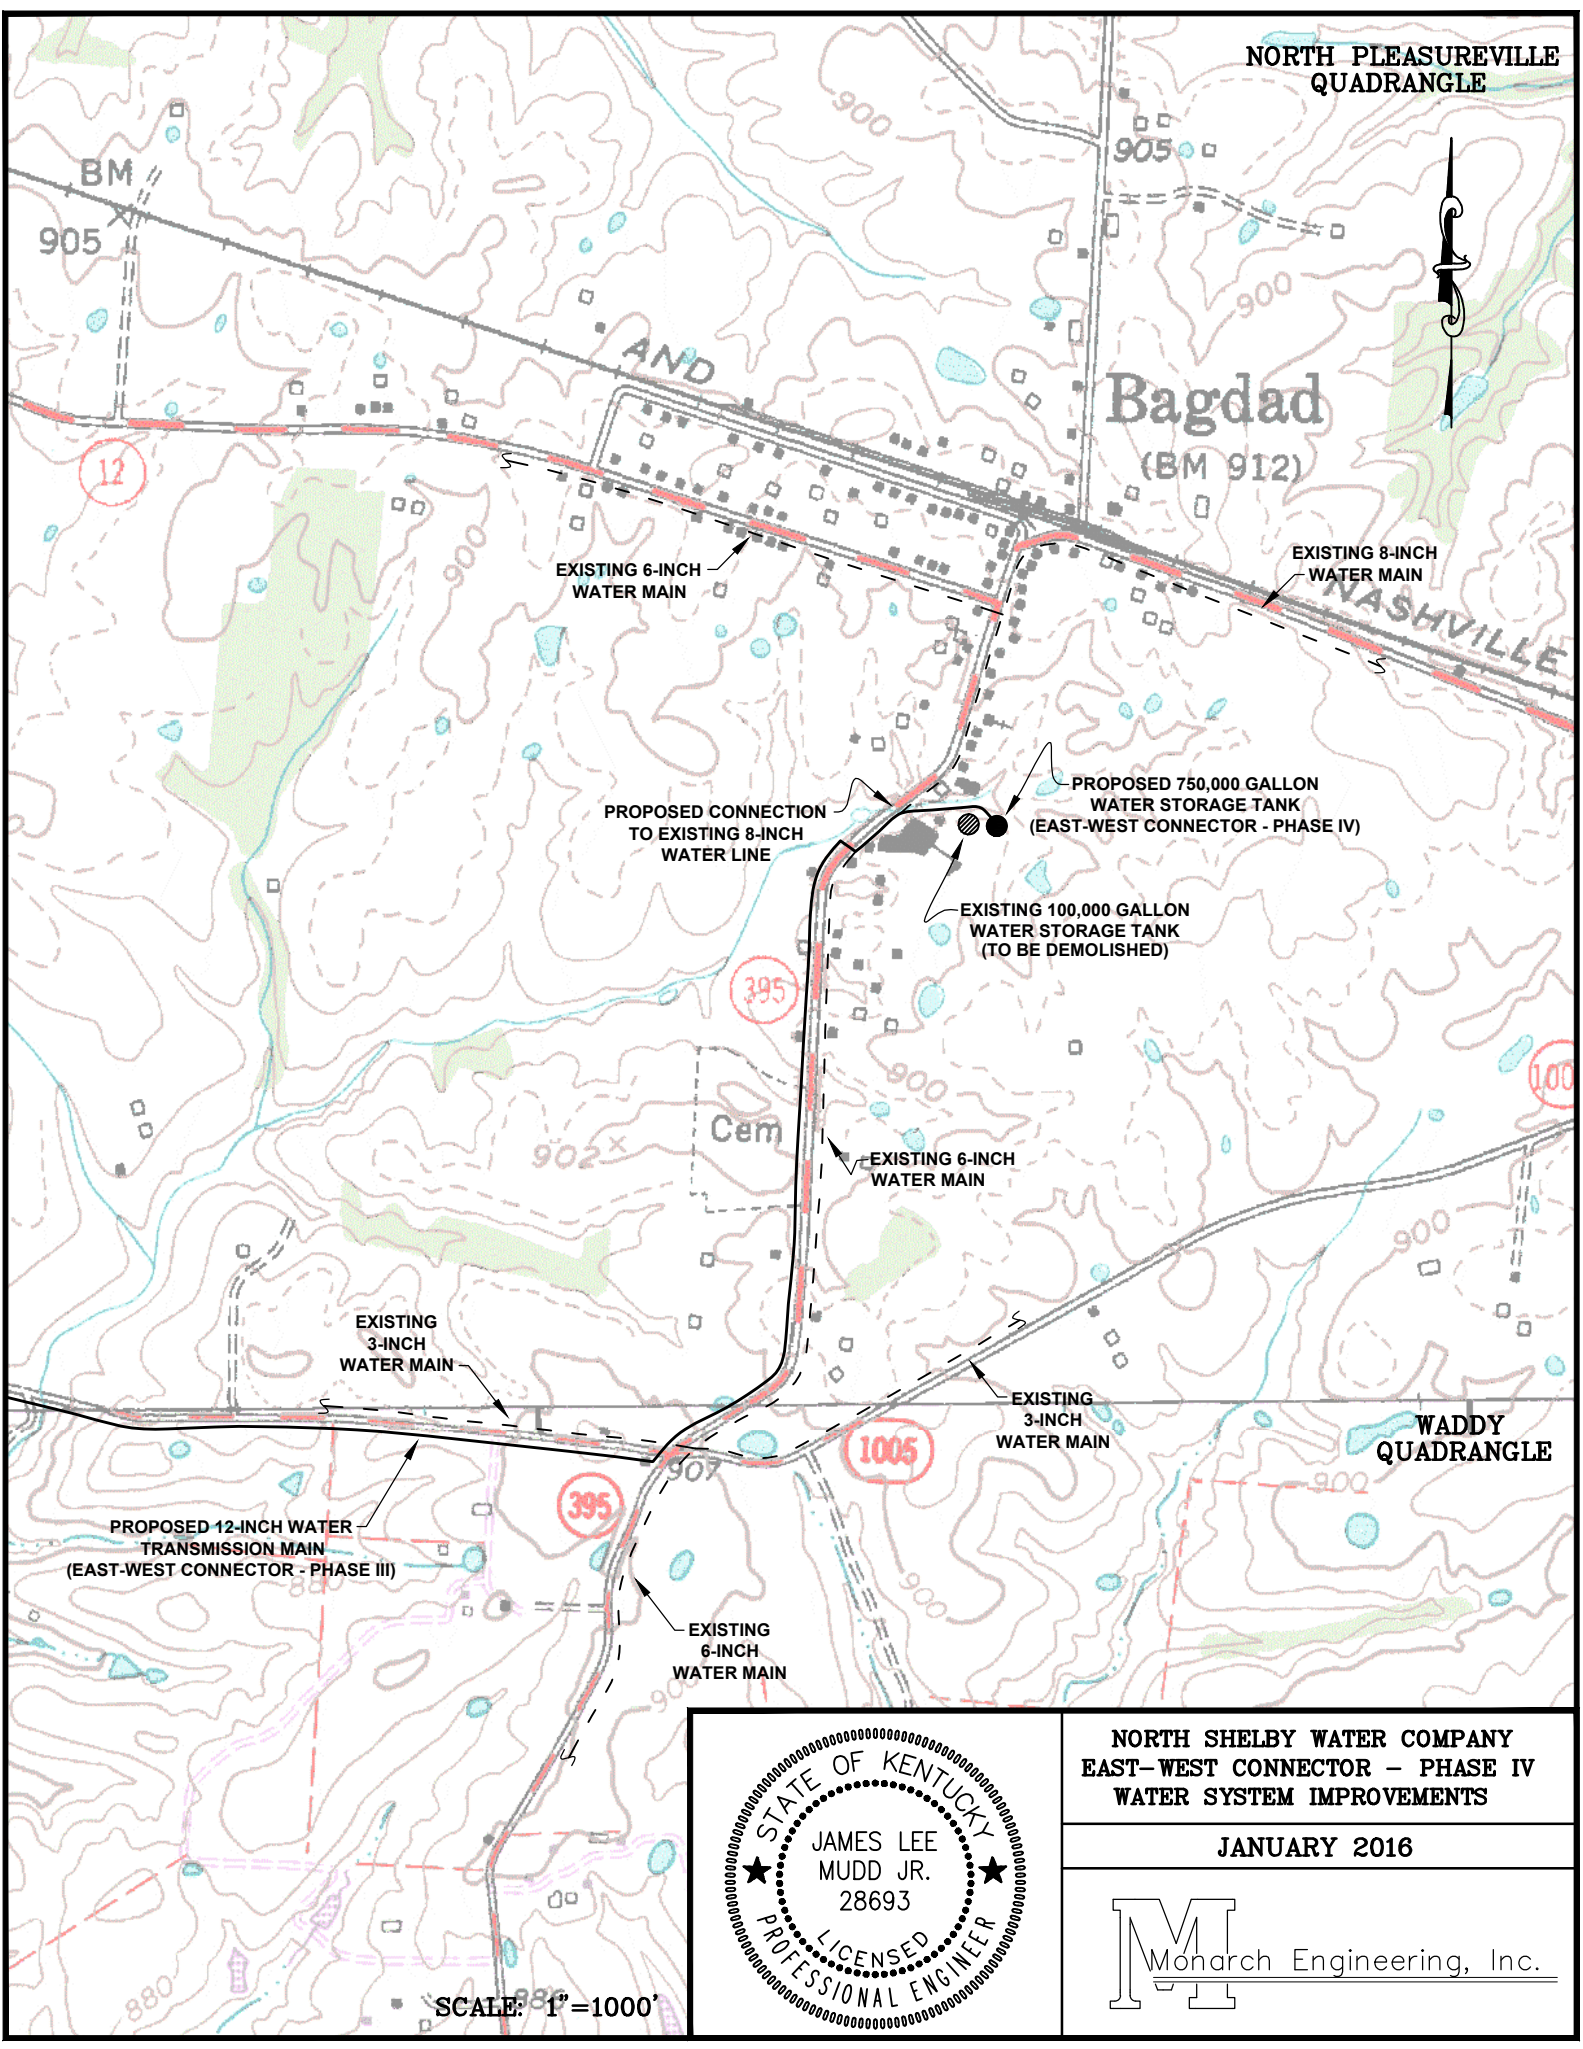 NORTH PLEASUREVILLE
QUADRANGLE
900
905
BM
905
900
AND
Bagdad
(BM 912)
12
900
EXISTING 6-INCH
WATER MAIN
EXISTING 8-INCH
WATER MAIN
NASHVILLE
PROPOSED CONNECTION
TO EXISTING 8-INCH
WATER LINE
PROPOSED 750,000 GALLON
WATER STORAGE TANK
(EAST-WEST CONNECTOR - PHASE IV)
EXISTING 100,000 GALLON
WATER STORAGE TANK
(TO BE DEMOLISHED)
395
900
100
Cem
902
EXISTING 6-INCH
WATER MAIN
900
EXISTING
3-INCH
WATER MAIN
EXISTING
3-INCH
WATER MAIN
WADDY
QUADRANGLE
1005
907
900
395
PROPOSED 12-INCH WATER
TRANSMISSION MAIN
(EAST-WEST CONNECTOR - PHASE III)
880
900
EXISTING
6-INCH
WATER MAIN
900
880
SCALE: 1"=1000'
STATE OF KENTUCKY
JAMES LEE
MUDD JR.
28693
LICENSED
PROFESSIONAL ENGINEER
NORTH SHELBY WATER COMPANY
EAST-WEST CONNECTOR - PHASE IV
WATER SYSTEM IMPROVEMENTS
JANUARY 2016
M
Monarch Engineering, Inc.